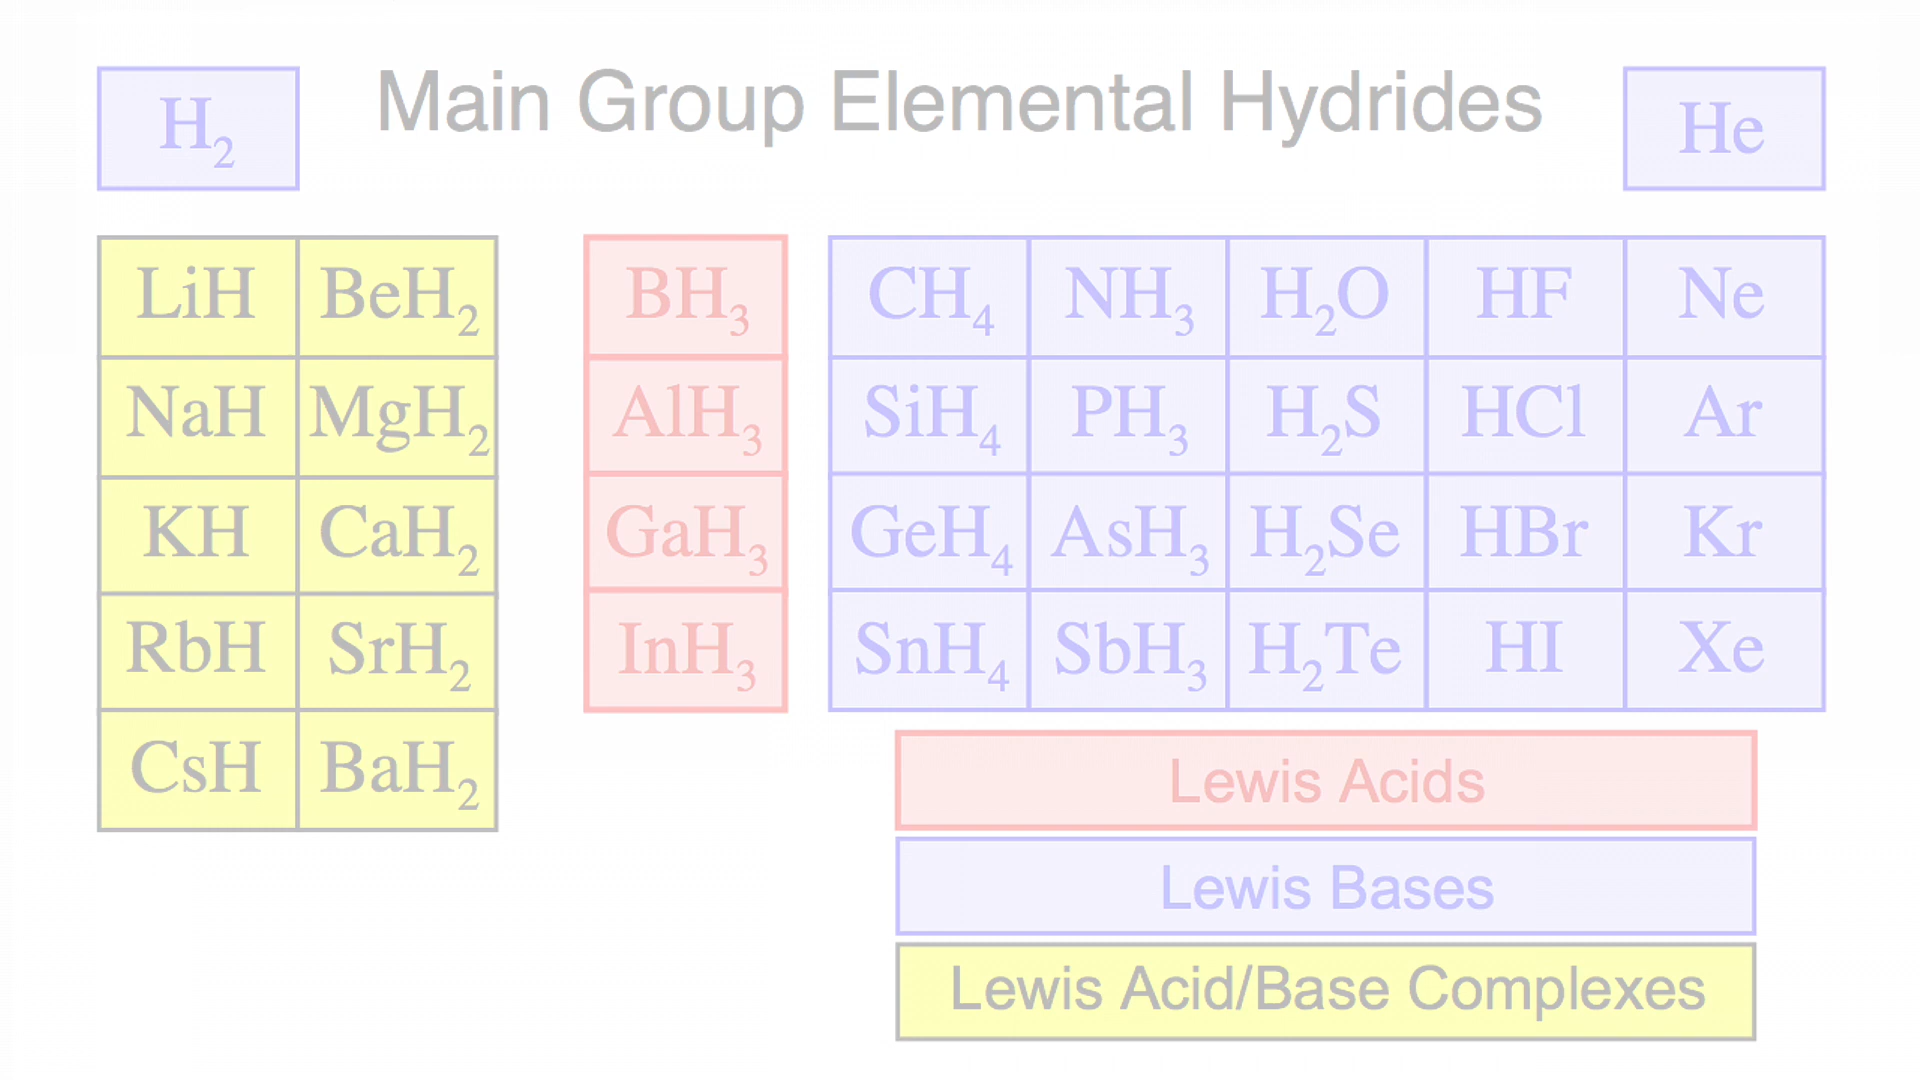 Main Group Elemental Hydrides
H₂ He
LiH BeH₂ BH₃ CH₄ NH₃ H₂O HF Ne
NaH MgH₂ AlH₃ SiH₄ PH₃ H₂S HCl Ar
KH CaH₂ GaH₃ GeH₄ AsH₃ H₂Se HBr Kr
RbH SrH₂ InH₃ SnH₄ SbH₃ H₂Te HI Xe
CsH BaH₂
Lewis Acids
Lewis Bases
Lewis Acid/Base Complexes